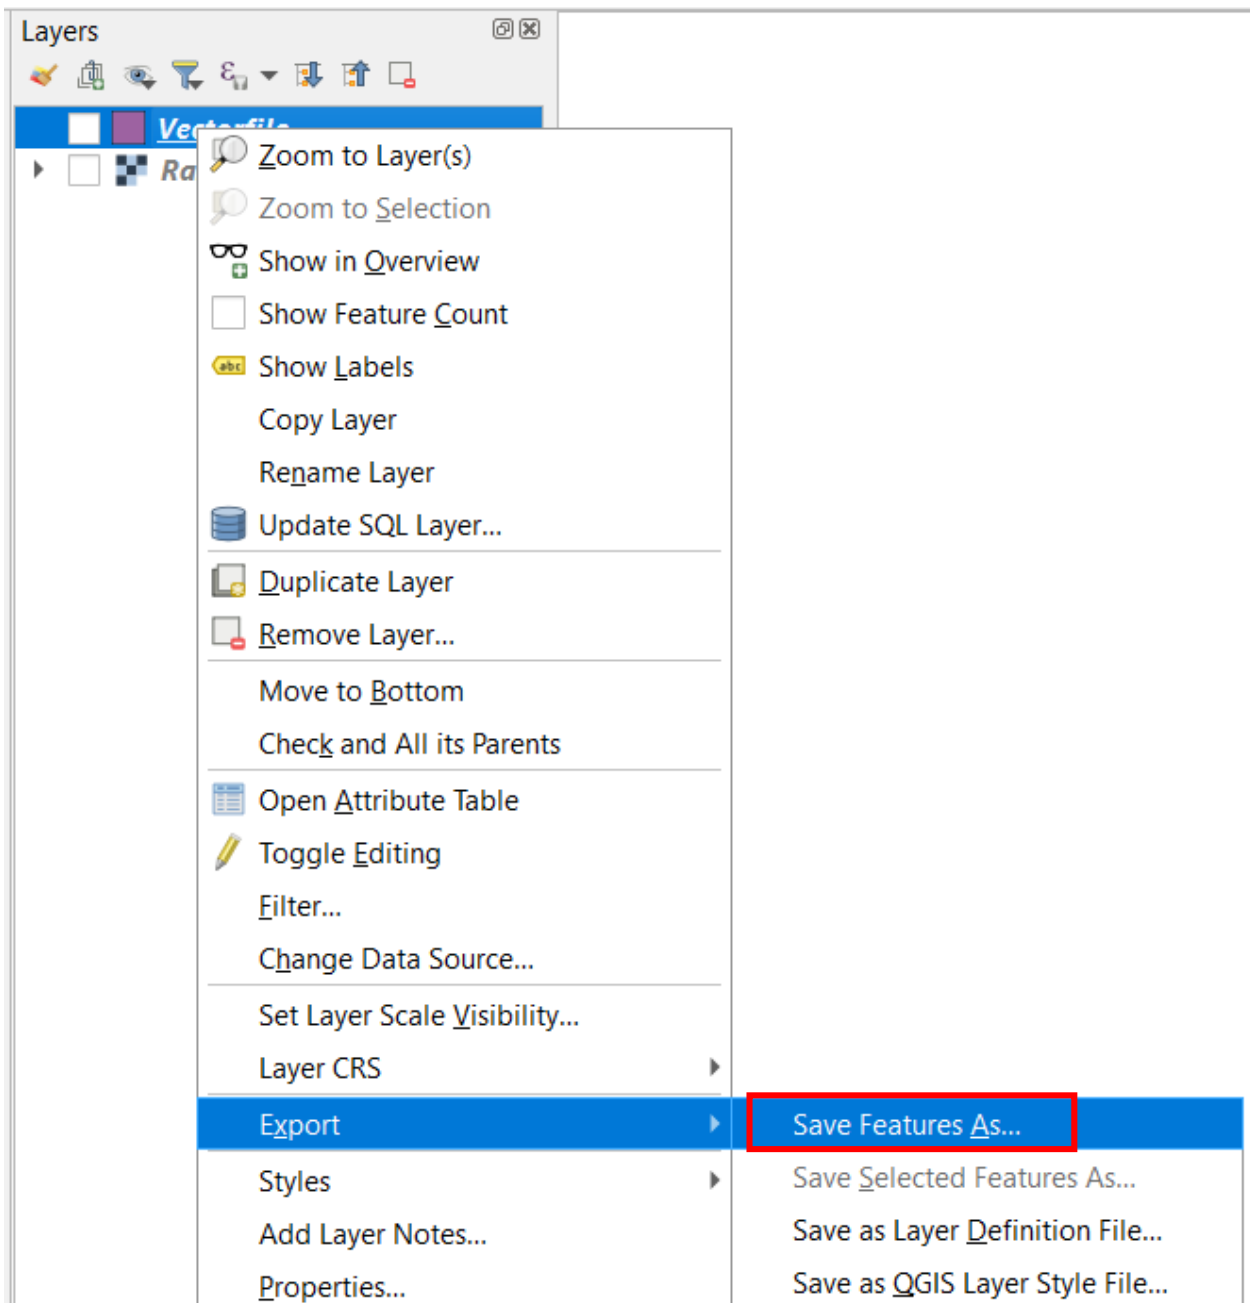 Layers
Vectorfile
Zoom to Layer(s)
Ra
Zoom to Selection
Show in Overview
Show Feature Count
abc Show Labels
Copy Layer
Rename Layer
Update SQL Layer...
Duplicate Layer
Remove Layer...
Move to Bottom
Check and All its Parents
Open Attribute Table
Toggle Editing
Filter...
Change Data Source...
Set Layer Scale Visibility...
Layer CRS
Export
Styles
Add Layer Notes...
Properties...
Save Features As...
Save Selected Features As...
Save as Layer Definition File...
Save as QGIS Layer Style File...